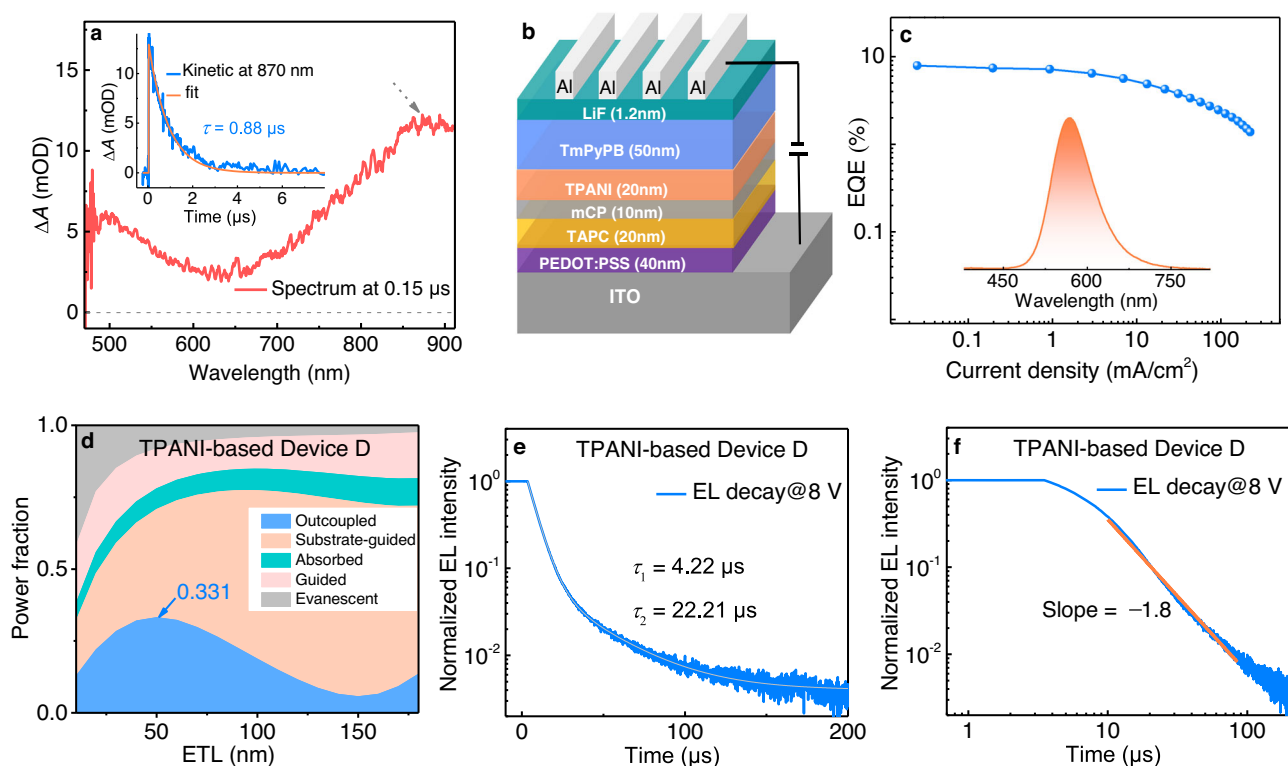 a
15
10
5
0
ΔA (mOD)
500 600 700 800 900
Wavelength (nm)
Spectrum at 0.15 µs
Kinetic at 870 nm
fit
τ = 0.88 µs
10
5
0
ΔA (mOD)
0 2 4 6
Time (µs)
b
Al Al Al Al
LiF (1.2nm)
TmPyPB (50nm)
TPANI (20nm)
mCP (10nm)
TAPC (20nm)
PEDOT:PSS (40nm)
ITO
c
10
0.1
EQE (%)
450 600 750
Wavelength (nm)
0.1 1 10 100
Current density (mA/cm²)
d
TPANI-based Device D
1.0
0.5
0.0
Power fraction
Outcoupled
Substrate-guided
Absorbed
Guided
Evanescent
0.331
50 100 150
ETL (nm)
e
TPANI-based Device D
EL decay@8 V
10⁰
10⁻¹
10⁻²
Normalized EL intensity
τ₁ = 4.22 µs
τ₂ = 22.21 µs
0 100 200
Time (µs)
f
TPANI-based Device D
EL decay@8 V
10⁰
10⁻¹
10⁻²
Normalized EL intensity
Slope = −1.8
1 10 100
Time (µs)